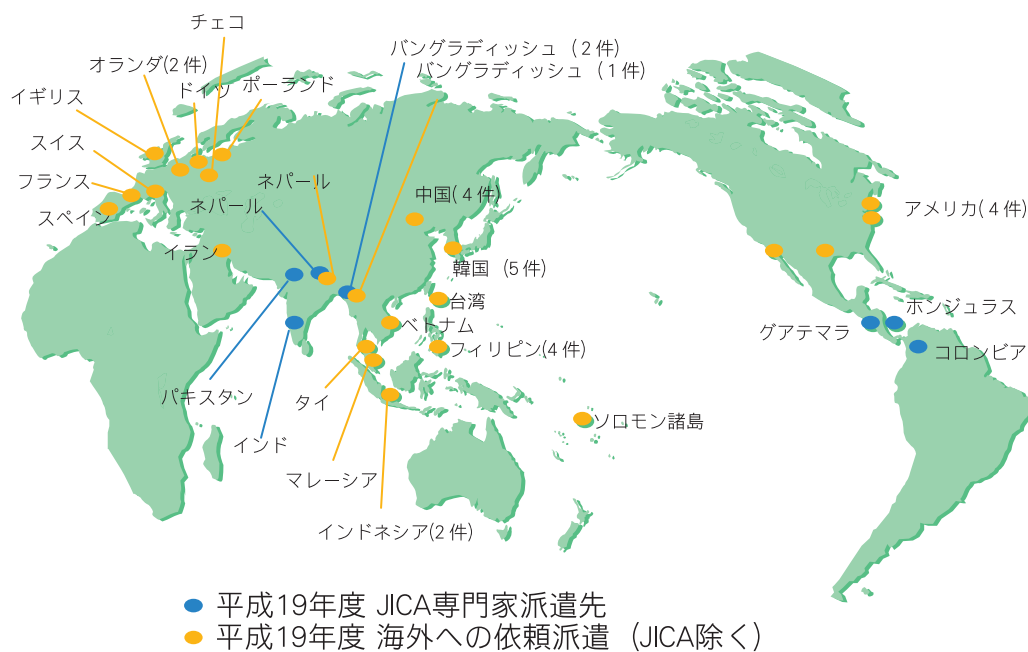 チェコ
オランダ(2件)
ドイツ
ポーランド
バングラディッシュ (2件)
バングラディッシュ (1件)
イギリス
スイス
フランス
スペイン
ネパール
ネパール
中国(4件)
アメリカ(4件)
イラン
韓国 (5件)
台湾
ベトナム
フィリピン(4件)
ホンジュラス
グアテマラ
コロンビア
パキスタン
タイ
ソロモン諸島
インド
マレーシア
インドネシア(2件)
平成19年度 JICA専門家派遣先
平成19年度 海外への依頼派遣 (JICA除く)